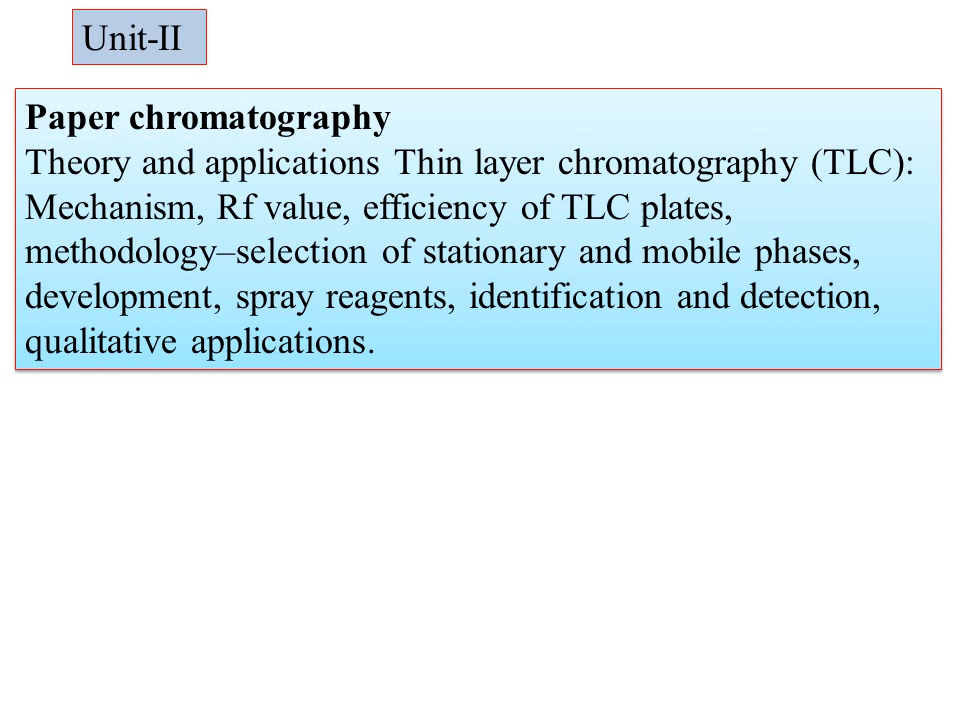 Unit-II
Paper chromatography
Theory and applications Thin layer chromatography (TLC):
Mechanism, Rf value, efficiency of TLC plates,
methodology–selection of stationary and mobile phases,
development, spray reagents, identification and detection,
qualitative applications.